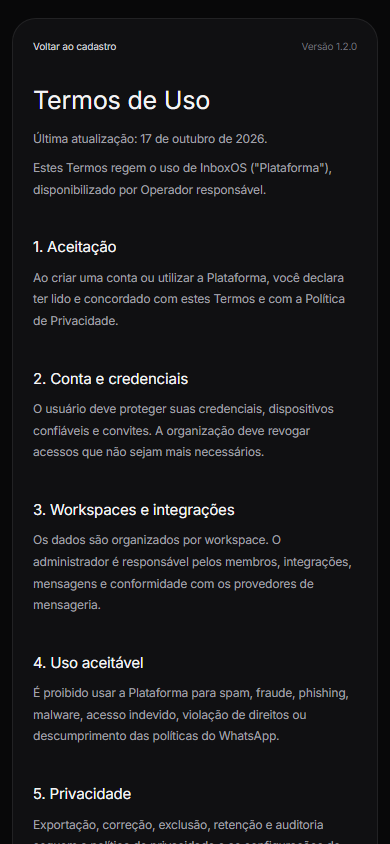 Voltar ao cadastro
Versão 1.2.0
Termos de Uso
Última atualização: 17 de outubro de 2026.
Estes Termos regem o uso de InboxOS ("Plataforma"),
disponibilizado por Operador responsável.
1. Aceitação
Ao criar uma conta ou utilizar a Plataforma, você declara
ter lido e concordado com estes Termos e com a Política
de Privacidade.
2. Conta e credenciais
O usuário deve proteger suas credenciais, dispositivos
confiáveis e convites. A organização deve revogar
acessos que não sejam mais necessários.
3. Workspaces e integrações
Os dados são organizados por workspace. O
administrador é responsável pelos membros, integrações,
mensagens e conformidade com os provedores de
mensageria.
4. Uso aceitável
É proibido usar a Plataforma para spam, fraude, phishing,
malware, acesso indevido, violação de direitos ou
descumprimento das políticas do WhatsApp.
5. Privacidade
Exportação, correção, exclusão, retenção e auditoria